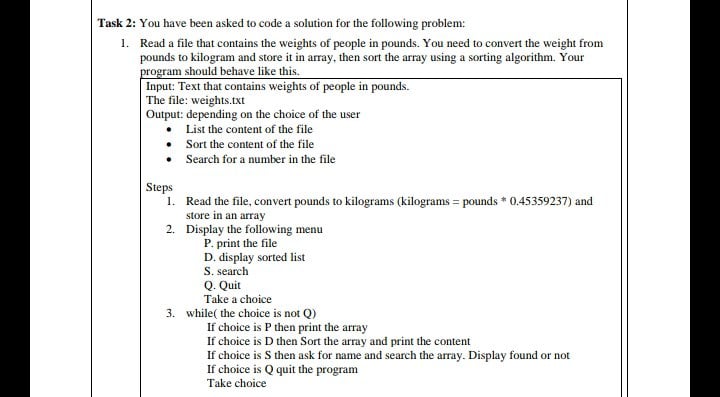 Task 2: You have been asked to code a solution for the following problem:
1. Read a file that contains the weights of people in pounds. You need to convert the weight from
pounds to kilogram and store it in array, then sort the array using a sorting algorithm. Your
program should behave like this.
Input: Text that contains weights of people in pounds.
The file: weights.txt
Output: depending on the choice of the user
• List the content of the file
• Sort the content of the file
• Search for a number in the file
Steps
1. Read the file, convert pounds to kilograms (kilograms = pounds * 0.45359237) and
store in an array
2. Display the following menu
P. print the file
D. display sorted list
S. search
Q. Quit
Take a choice
3. while( the choice is not Q)
If choice is P then print the array
If choice is D then Sort the array and print the content
If choice is S then ask for name and search the array. Display found or not
If choice is Q quit the program
Take choice